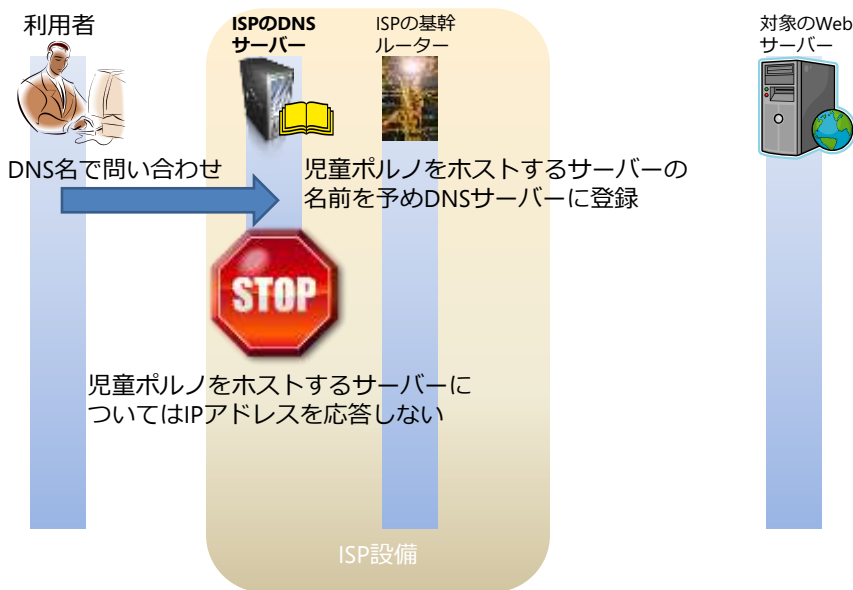 利用者
ISPのDNS
サーバー
ISPの基幹
ルーター
対象のWeb
サーバー
DNS名で問い合わせ
児童ポルノをホストするサーバーの
名前を予めDNSサーバーに登録
STOP
児童ポルノをホストするサーバーに
ついてはIPアドレスを応答しない
ISP設備